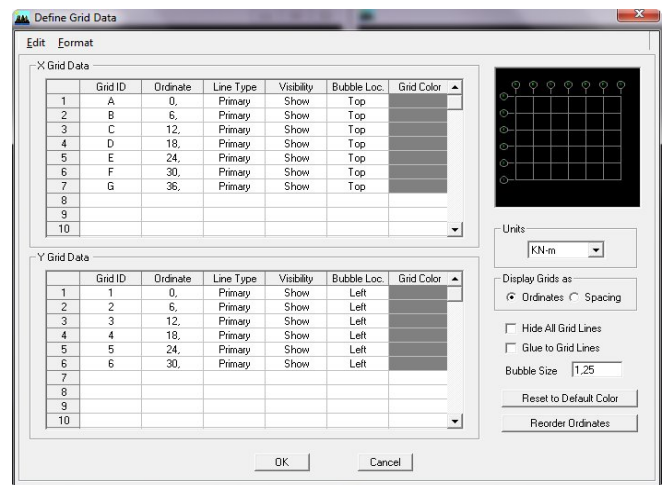 Define Grid Data
Edit Format
X Grid Data
Grid ID Ordinate Line Type Visibility Bubble Loc. Grid Color
1 A 0, Primary Show Top
2 B 6, Primary Show Top
3 C 12, Primary Show Top
4 D 18, Primary Show Top
5 E 24, Primary Show Top
6 F 30, Primary Show Top
7 G 36, Primary Show Top
8
9
10
Y Grid Data
Grid ID Ordinate Line Type Visibility Bubble Loc. Grid Color
1 1 0, Primary Show Left
2 2 6, Primary Show Left
3 3 12, Primary Show Left
4 4 18, Primary Show Left
5 5 24, Primary Show Left
6 6 30, Primary Show Left
7
8
9
10
Units
KN-m
Display Grids as
Ordinates Spacing
Hide All Grid Lines
Glue to Grid Lines
Bubble Size 1,25
Reset to Default Color
Reorder Ordinates
OK Cancel